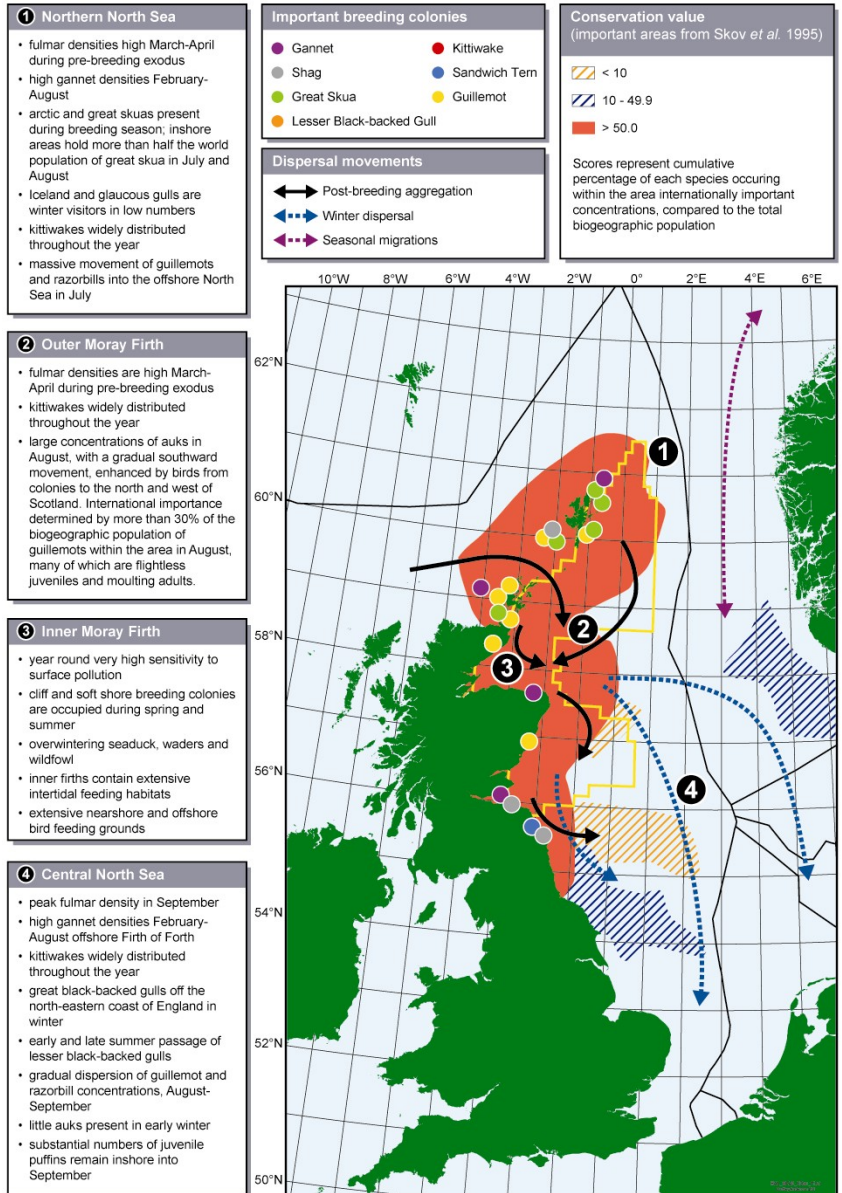 1 Northern North Sea
• fulmar densities high March-April
during pre-breeding exodus
• high gannet densities February-
August
• arctic and great skuas present
during breeding season; inshore
areas hold more than half the world
population of great skua in July and
August
• Iceland and glaucous gulls are
winter visitors in low numbers
• kittiwakes widely distributed
throughout the year
• massive movement of guillemots
and razorbills into the offshore North
Sea in July
2 Outer Moray Firth
• fulmar densities are high March-
April during pre-breeding exodus
• kittiwakes widely distributed
throughout the year
• large concentrations of auks in
August, with a gradual southward
movement, enhanced by birds from
colonies to the north and west of
Scotland. International importance
determined by more than 30% of the
biogeographic population of
guillemots within the area in August,
many of which are flightless
juveniles and moulting adults.
3 Inner Moray Firth
• year round very high sensitivity to
surface pollution
• cliff and soft shore breeding colonies
are occupied during spring and
summer
• overwintering seaduck, waders and
wildfowl
• inner firths contain extensive
intertidal feeding habitats
• extensive nearshore and offshore
bird feeding grounds
4 Central North Sea
• peak fulmar density in September
• high gannet densities February-
August offshore Firth of Forth
• kittiwakes widely distributed
throughout the year
• great black-backed gulls off the
north-eastern coast of England in
winter
• early and late summer passage of
lesser black-backed gulls
• gradual dispersion of guillemot and
razorbill concentrations, August-
September
• little auks present in early winter
• substantial numbers of juvenile
puffins remain inshore into
September
Important breeding colonies
Gannet
Kittiwake
Shag
Sandwich Tern
Great Skua
Guillemot
Lesser Black-backed Gull
Dispersal movements
Post-breeding aggregation
Winter dispersal
Seasonal migrations
Conservation value
(important areas from Skov et al. 1995)
< 10
10 - 49.9
> 50.0
Scores represent cumulative
percentage of each species occuring
within the area internationally important
concentrations, compared to the total
biogeographic population
10°W 8°W 6°W 4°W 2°W 0° 2°E 4°E 6°E
62°N
60°N
58°N
56°N
54°N
52°N
50°N
1
2
3
4